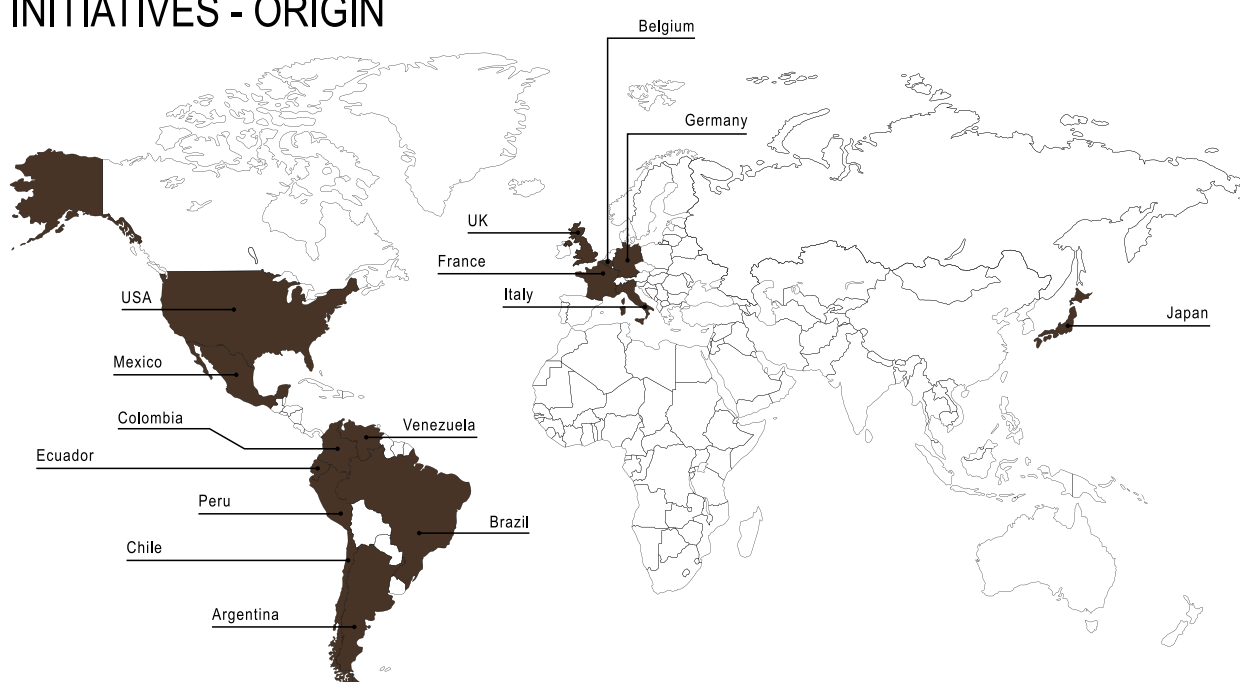 INITIATIVES - ORIGIN
Belgium
Germany
UK
France
Italy
USA
Japan
Mexico
Colombia
Venezuela
Ecuador
Peru
Brazil
Chile
Argentina